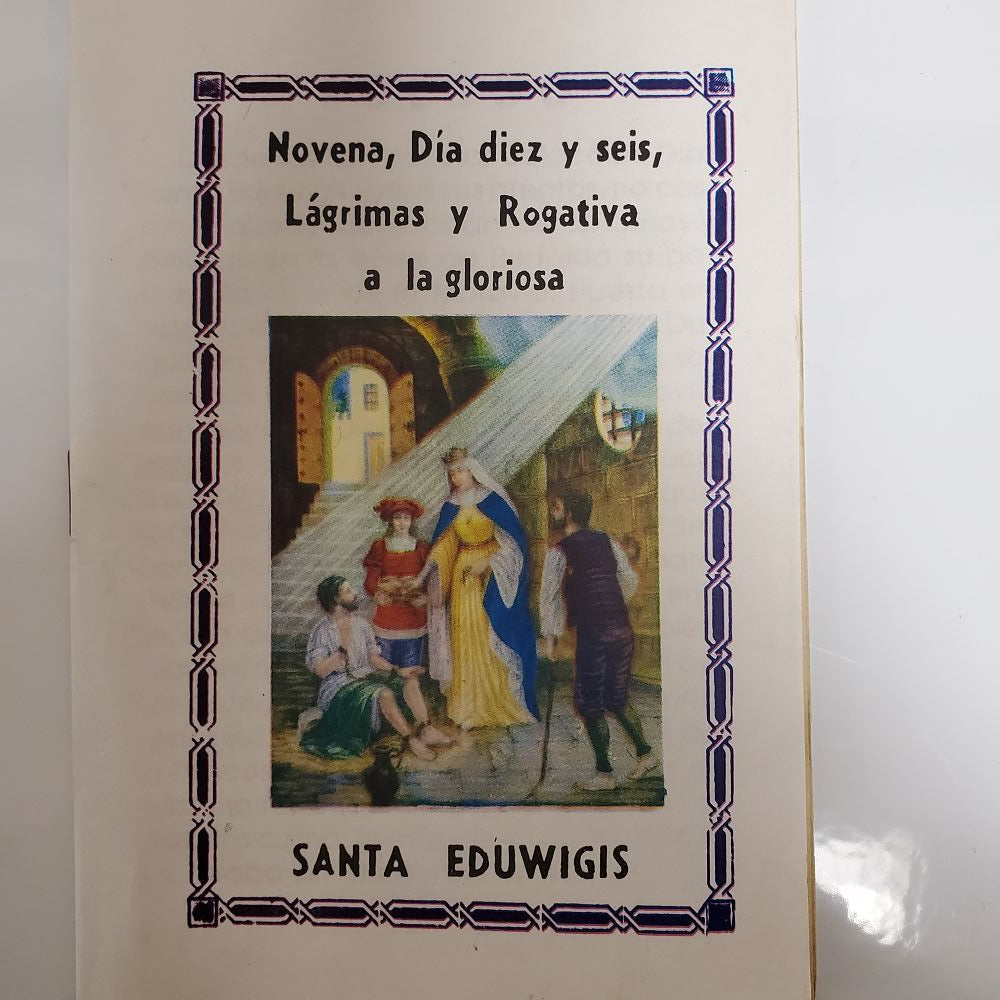 Novena, Día diez y seis,
Lágrimas y Rogativa
a la gloriosa
SANTA EDUWIGIS